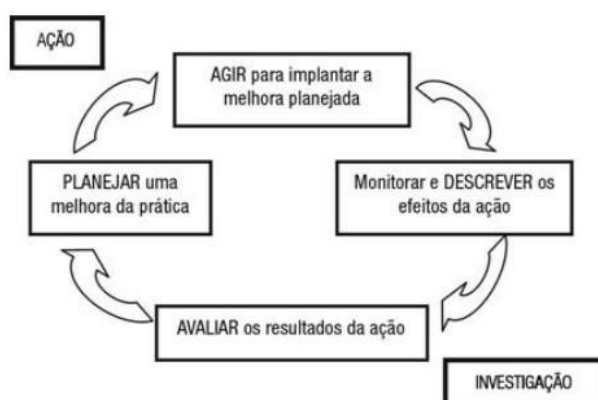 AÇÃO
AGIR para implantar a
melhora planejada
PLANEJAR uma
melhora da prática
Monitorar e DESCREVER os
efeitos da ação
AVALIAR os resultados da ação
INVESTIGAÇÃO